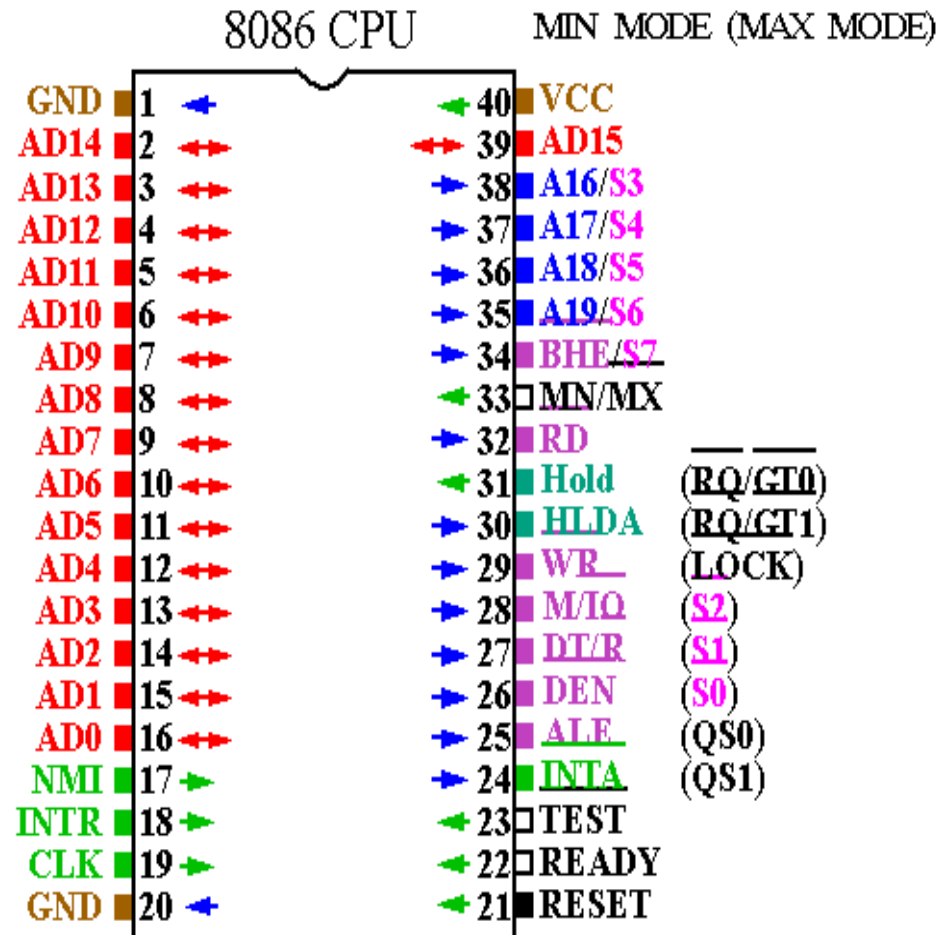 8086 CPU MIN MODE (MAX MODE)
GND 1 40 VCC
AD14 2 39 AD15
AD13 3 38 A16/S3
AD12 4 37 A17/S4
AD11 5 36 A18/S5
AD10 6 35 A19/S6
AD9 7 34 BHE/S7
AD8 8 33 MN/MX
AD7 9 32 RD
AD6 10 31 Hold (RQ/GT0)
AD5 11 30 HLDA (RQ/GT1)
AD4 12 29 WR (LOCK)
AD3 13 28 M/IO (S2)
AD2 14 27 DT/R (S1)
AD1 15 26 DEN (S0)
AD0 16 25 ALE (QS0)
NMI 17 24 INTA (QS1)
INTR 18 23 TEST
CLK 19 22 READY
GND 20 21 RESET